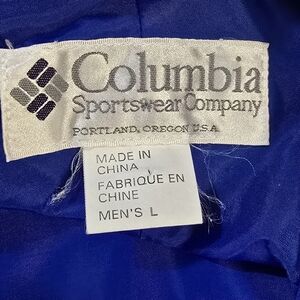 Columbia
Sportswear Company
PORTLAND, OREGON U.S.A.
MADE IN
CHINA
FABRIQUE EN
CHINE
MEN'S L